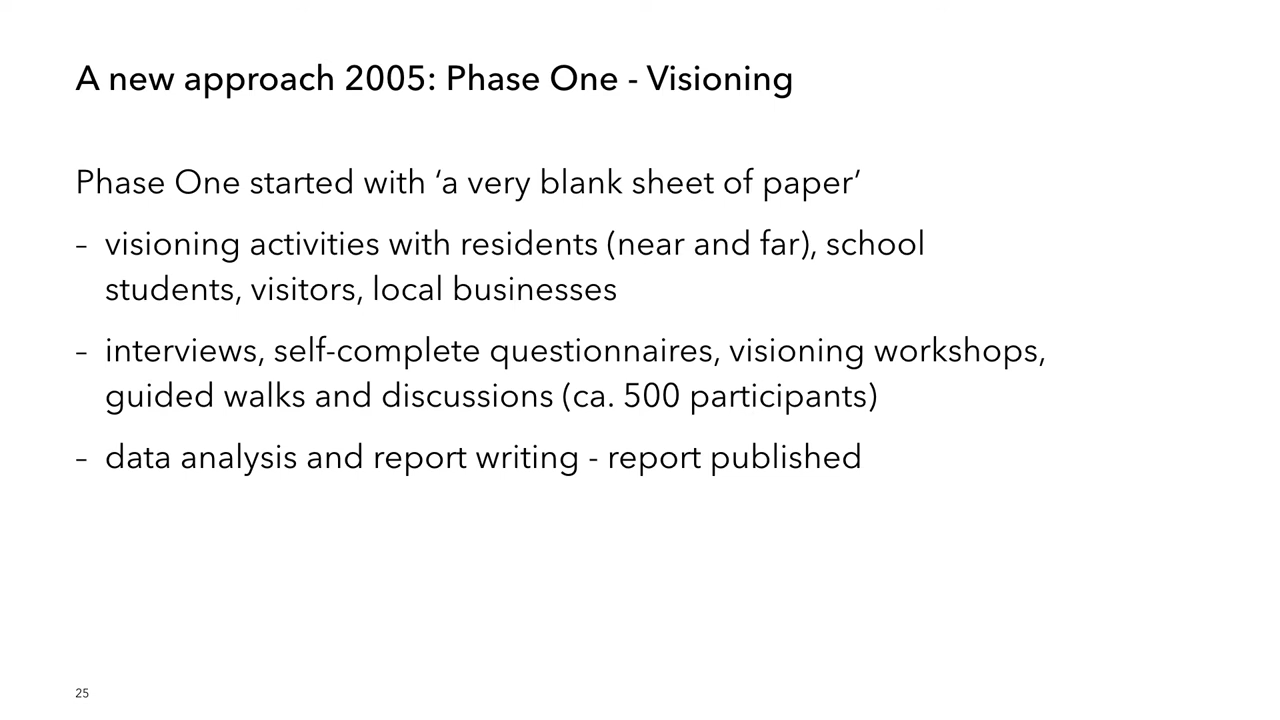 A new approach 2005: Phase One - Visioning
Phase One started with ‘a very blank sheet of paper’
– visioning activities with residents (near and far), school
students, visitors, local businesses
– interviews, self-complete questionnaires, visioning workshops,
guided walks and discussions (ca. 500 participants)
– data analysis and report writing - report published
25